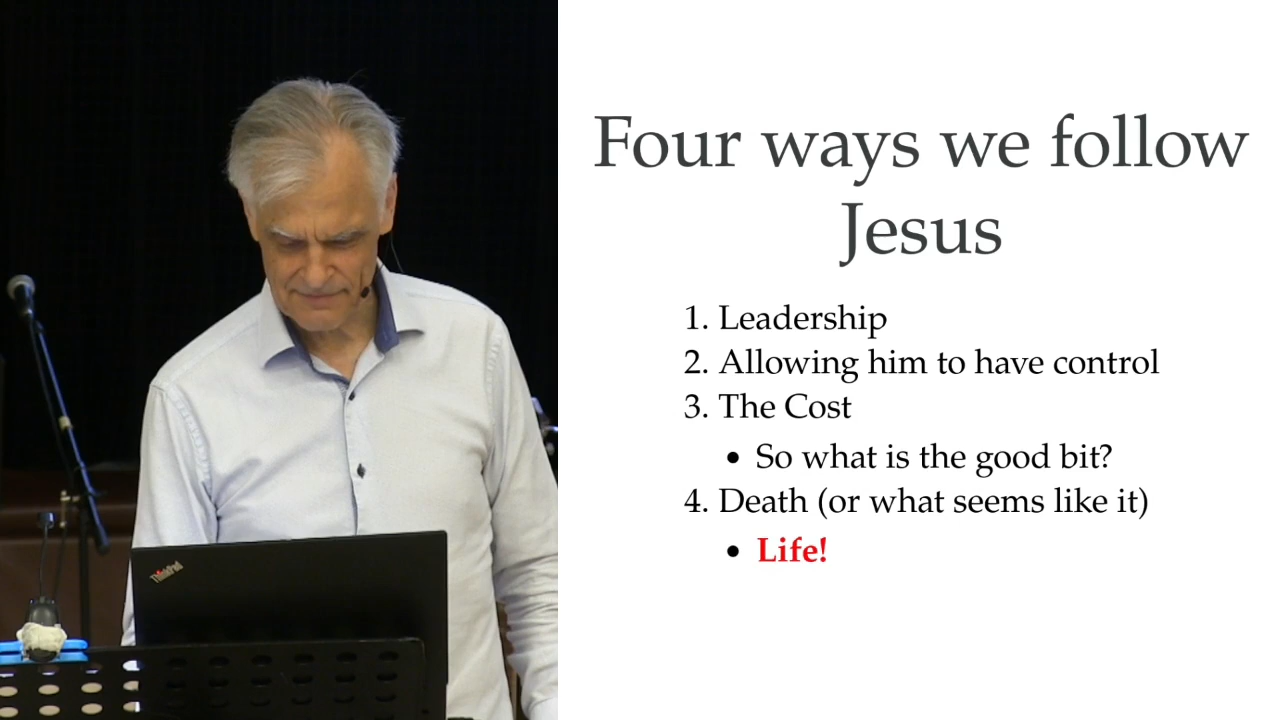 Four ways we follow
Jesus
1. Leadership
2. Allowing him to have control
3. The Cost
• So what is the good bit?
4. Death (or what seems like it)
• Life!
ThinkPad